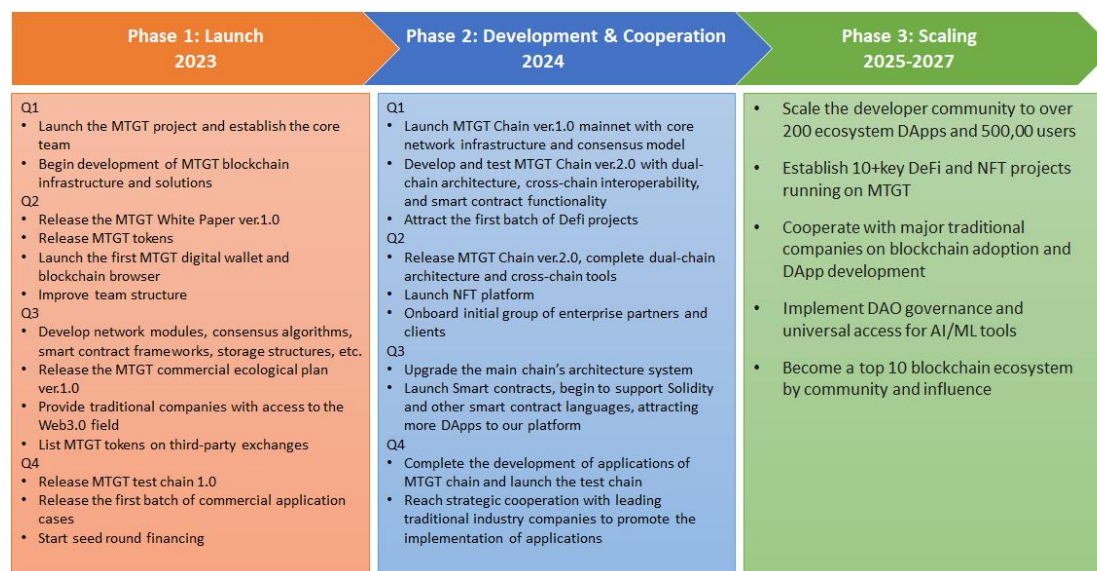 Phase 1: Launch
2023
Phase 2: Development & Cooperation
2024
Phase 3: Scaling
2025-2027
Q1
• Launch the MTGT project and establish the core
team
• Begin development of MTGT blockchain
infrastructure and solutions
Q2
• Release the MTGT White Paper ver.1.0
• Release MTGT tokens
• Launch the first MTGT digital wallet and
blockchain browser
• Improve team structure
Q3
• Develop network modules, consensus algorithms,
smart contract frameworks, storage structures, etc.
• Release the MTGT commercial ecological plan
ver.1.0
• Provide traditional companies with access to the
Web3.0 field
• List MTGT tokens on third-party exchanges
Q4
• Release MTGT test chain 1.0
• Release the first batch of commercial application
cases
• Start seed round financing
Q1
• Launch MTGT Chain ver.1.0 mainnet with core
network infrastructure and consensus model
• Develop and test MTGT Chain ver.2.0 with dual-
chain architecture, cross-chain interoperability,
and smart contract functionality
• Attract the first batch of Defi projects
Q2
• Release MTGT Chain ver.2.0, complete dual-chain
architecture and cross-chain tools
• Launch NFT platform
• Onboard initial group of enterprise partners and
clients
Q3
• Upgrade the main chain's architecture system
• Launch Smart contracts, begin to support Solidity
and other smart contract languages, attracting
more DApps to our platform
Q4
• Complete the development of applications of
MTGT chain and launch the test chain
• Reach strategic cooperation with leading
traditional industry companies to promote the
implementation of applications
• Scale the developer community to over
200 ecosystem DApps and 500,00 users
• Establish 10+key DeFi and NFT projects
running on MTGT
• Cooperate with major traditional
companies on blockchain adoption and
DApp development
• Implement DAO governance and
universal access for AI/ML tools
• Become a top 10 blockchain ecosystem
by community and influence